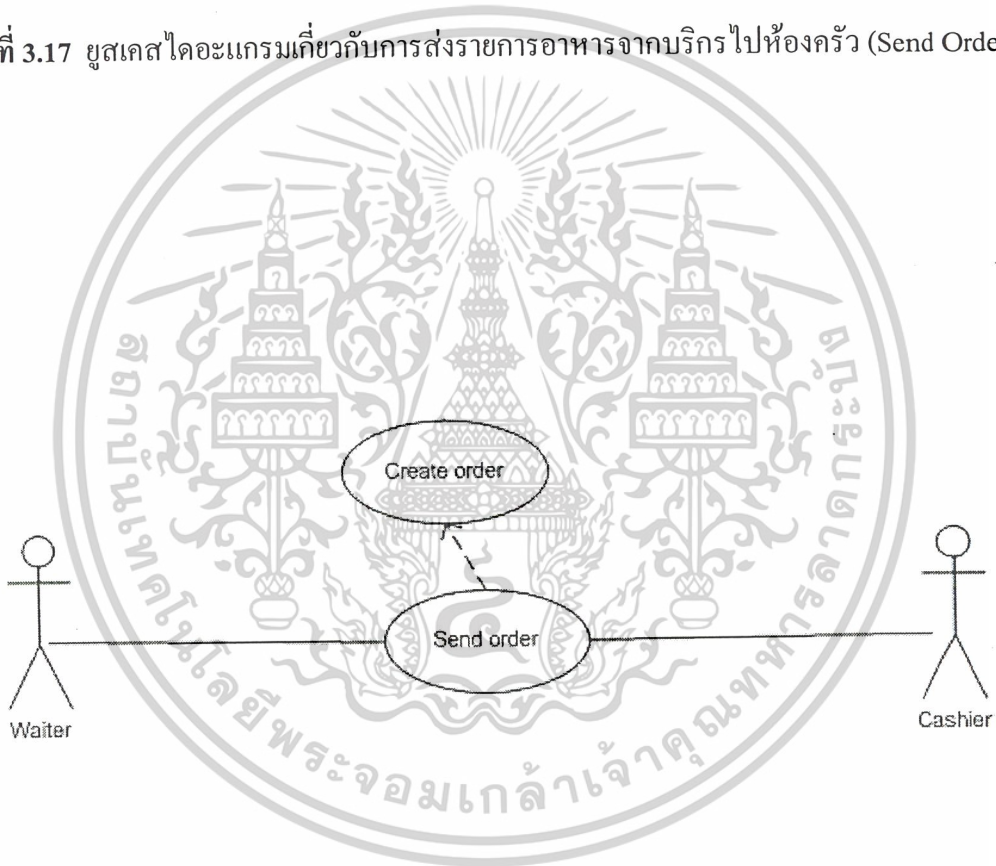 ที่ 3.17 ยูสเคสไดอะแกรมเกี่ยวกับการส่งรายการอาหารจากบริกรไปห้องครัว (Send Orde
Create order
Send order
Waiter
Cashier
สถาบันเทคโนโลยีพระจอมเกล้าเจ้าคุณทหารลาดกระบัง